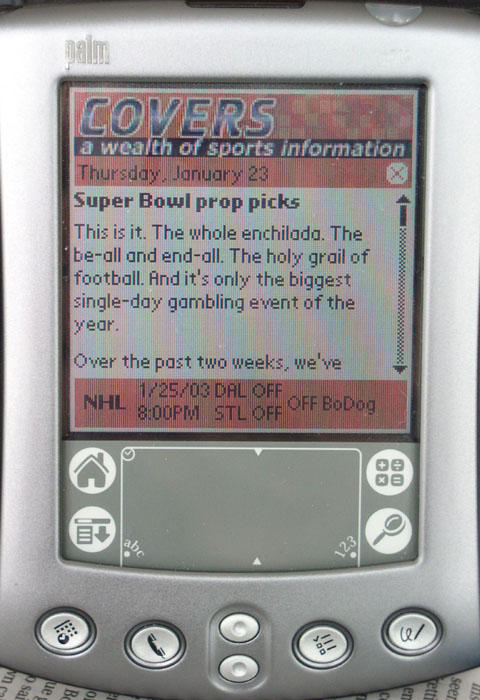 palm
COVERS
a wealth of sports information
Thursday, January 23
Super Bowl prop picks
This is it. The whole enchilada. The
be-all and end-all. The holy grail of
football. And it's only the biggest
single-day gambling event of the
year.
Over the past two weeks, we've
NHL 1/25/03 DAL OFF OFF BoDog
8:00PM STL OFF
abc
123